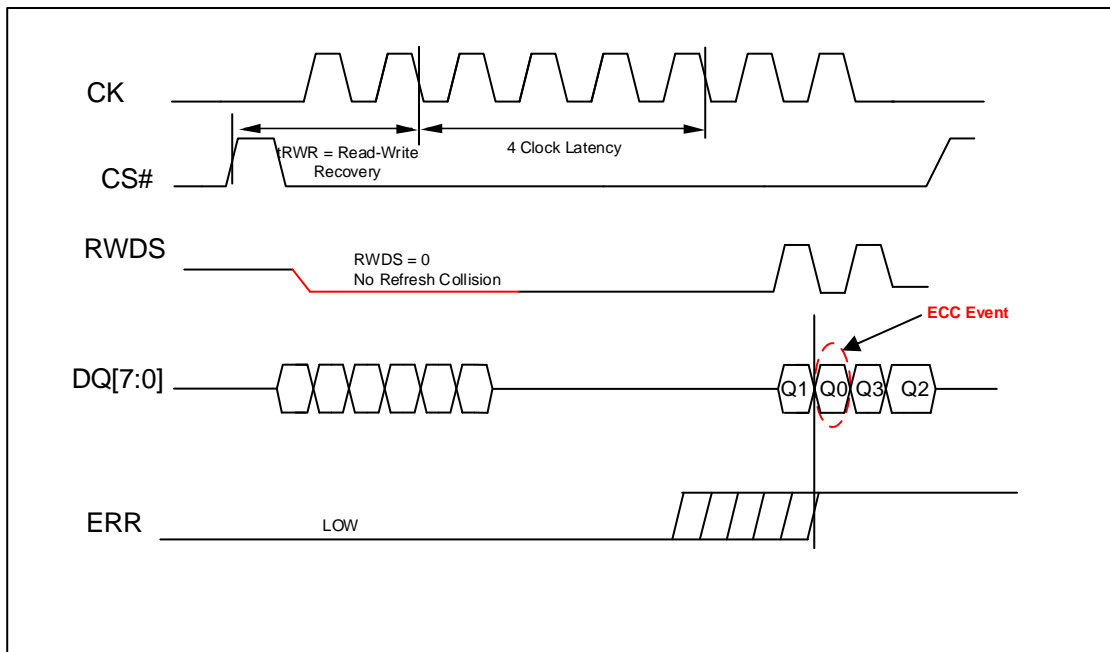 CK
tRWR = Read-Write
Recovery
4 Clock Latency
CS#
RWDS
RWDS = 0
No Refresh Collision
ECC Event
DQ[7:0]
Q1 Q0 Q3 Q2
ERR
LOW